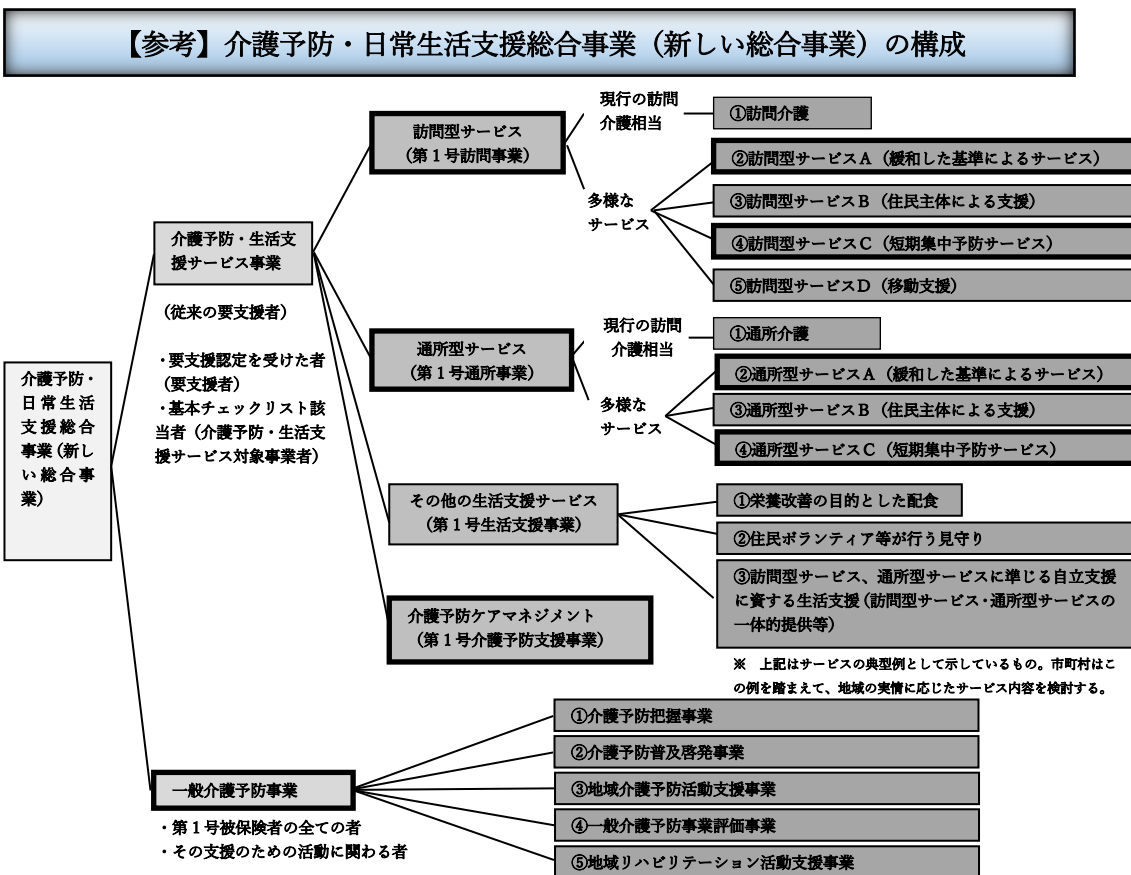 【参考】介護予防・日常生活支援総合事業（新しい総合事業）の構成
介護予防・
日常生活
支援総合
事業（新し
い総合事
業）
介護予防・生活支
援サービス事業
（従来の要支援者）
・要支援認定を受けた者
（要支援者）
・基本チェックリスト該
当者（介護予防・生活支
援サービス対象事業者）
訪問型サービス
（第１号訪問事業）
現行の訪問
介護相当
①訪問介護
多様な
サービス
②訪問型サービスＡ（緩和した基準によるサービス）
③訪問型サービスＢ（住民主体による支援）
④訪問型サービスＣ（短期集中予防サービス）
⑤訪問型サービスＤ（移動支援）
通所型サービス
（第１号通所事業）
現行の訪問
介護相当
①通所介護
多様な
サービス
②通所型サービスＡ（緩和した基準によるサービス）
③通所型サービスＢ（住民主体による支援）
④通所型サービスＣ（短期集中予防サービス）
その他の生活支援サービス
（第１号生活支援事業）
①栄養改善の目的とした配食
②住民ボランティア等が行う見守り
③訪問型サービス、通所型サービスに準じる自立支援
に資する生活支援（訪問型サービス・通所型サービスの
一体的提供等）
介護予防ケアマネジメント
（第１号介護予防支援事業）
※　上記はサービスの典型例として示しているもの。市町村はこ
の例を踏まえて、地域の実情に応じたサービス内容を検討する。
一般介護予防事業
・第１号被保険者の全ての者
・その支援のための活動に関わる者
①介護予防把握事業
②介護予防普及啓発事業
③地域介護予防活動支援事業
④一般介護予防事業評価事業
⑤地域リハビリテーション活動支援事業